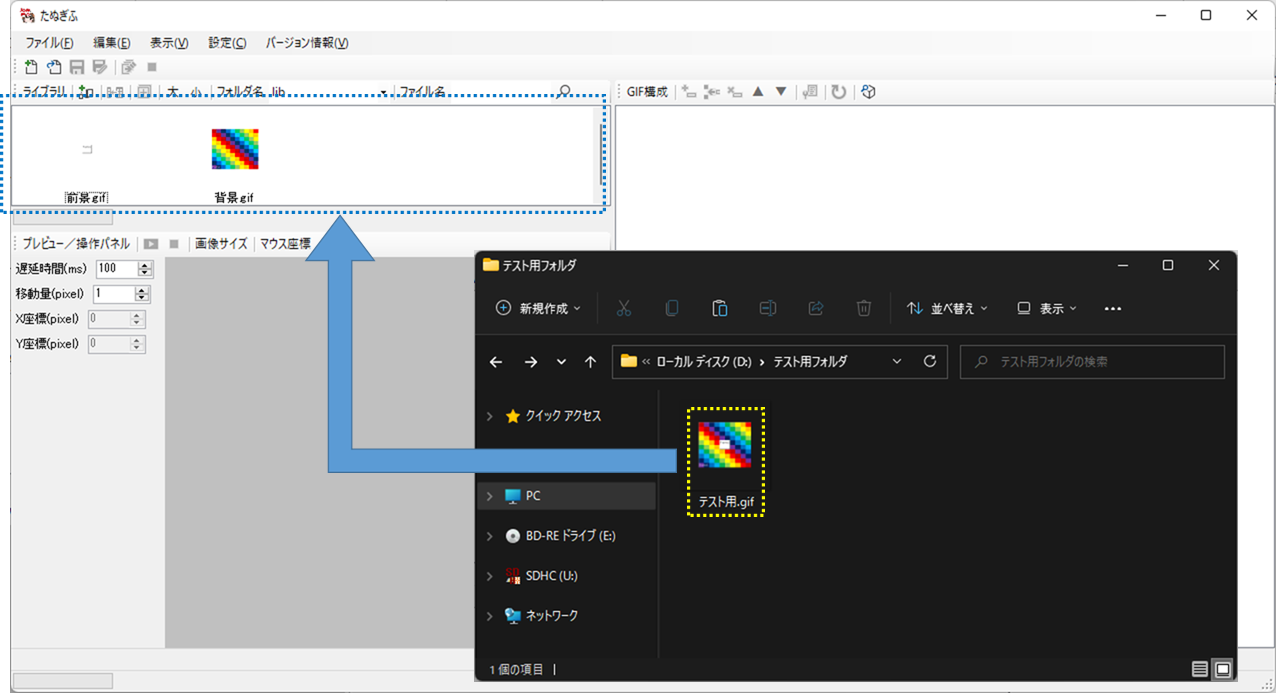 たぬぎふ
ファイル(F) 編集(E) 表示(V) 設定(C) バージョン情報(V)
ライブラリ 大 小 フォルダ名 lib ファイル名
GIF構成
前景.gif 背景.gif
プレビュー／操作パネル 画像サイズ マウス座標
遅延時間(ms) 100
移動量(pixel) 1
X座標(pixel) 0
Y座標(pixel) 0
テスト用フォルダ
新規作成 並べ替え 表示 •••
« ローカル ディスク (D:) › テスト用フォルダ
テスト用フォルダの検索
クイック アクセス
PC
BD-RE ドライブ (E:)
SDHC (U:)
ネットワーク
テスト用.gif
1 個の項目